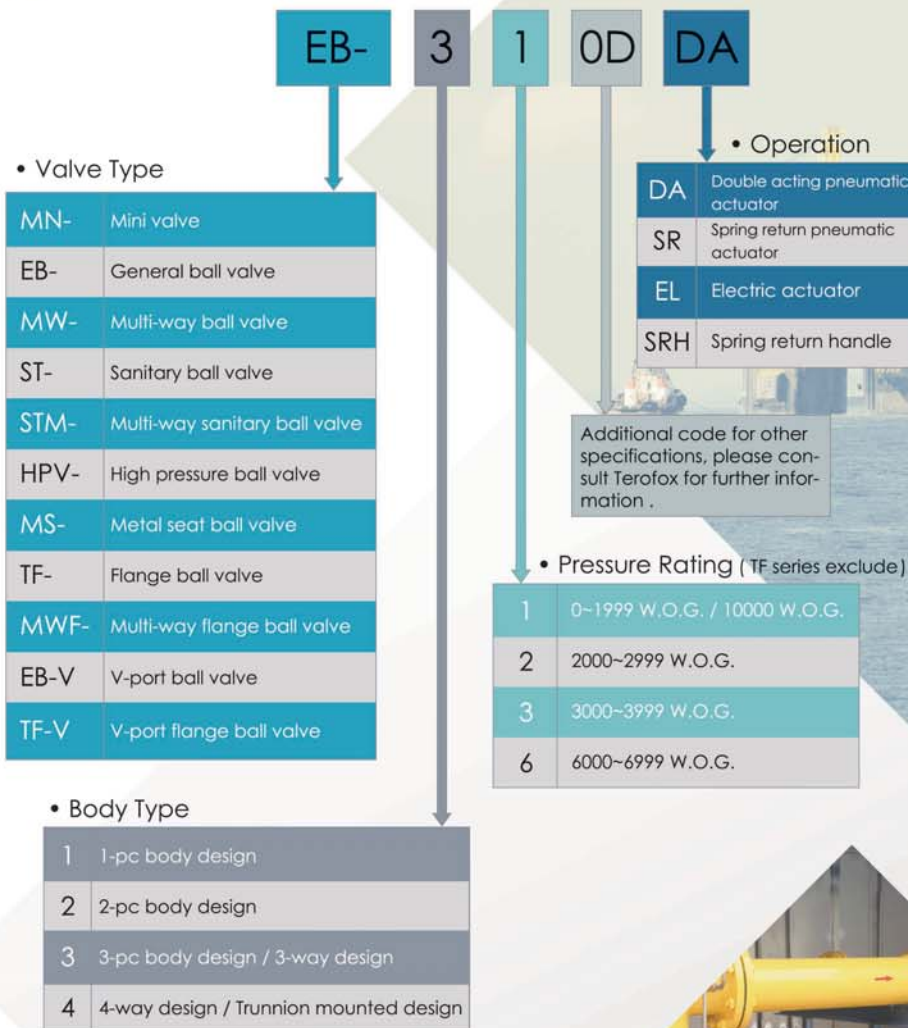 EB- 3 1 0D DA
• Valve Type
MN- Mini valve
EB- General ball valve
MW- Multi-way ball valve
ST- Sanitary ball valve
STM- Multi-way sanitary ball valve
HPV- High pressure ball valve
MS- Metal seat ball valve
TF- Flange ball valve
MWF- Multi-way flange ball valve
EB-V V-port ball valve
TF-V V-port flange ball valve
• Operation
DA Double acting pneumatic
actuator
SR Spring return pneumatic
actuator
EL Electric actuator
SRH Spring return handle
Additional code for other
specifications, please con-
sult Terofox for further infor-
mation .
• Pressure Rating ( TF series exclude)
1 0~1999 W.O.G. / 10000 W.O.G.
2 2000~2999 W.O.G.
3 3000~3999 W.O.G.
6 6000~6999 W.O.G.
• Body Type
1 1-pc body design
2 2-pc body design
3 3-pc body design / 3-way design
4 4-way design / Trunnion mounted design